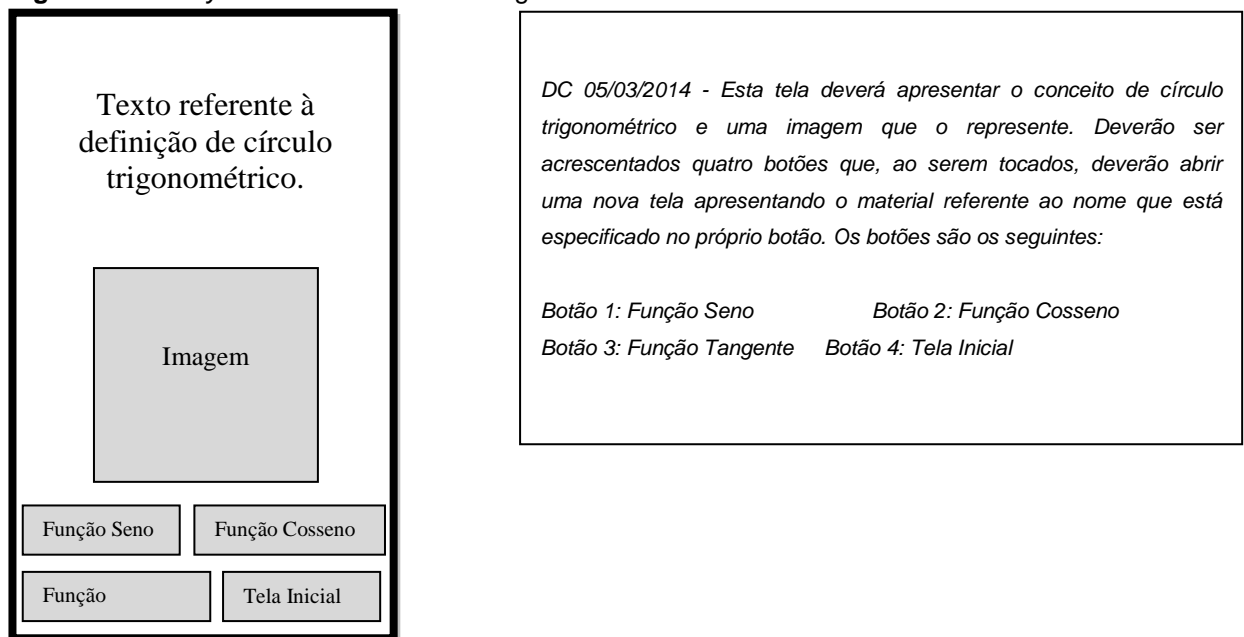 Texto referente à
definição de círculo
trigonométrico.
Imagem
Função Seno
Função Cosseno
Função
Tela Inicial
DC 05/03/2014 - Esta tela deverá apresentar o conceito de círculo
trigonométrico e uma imagem que o represente. Deverão ser
acrescentados quatro botões que, ao serem tocados, deverão abrir
uma nova tela apresentando o material referente ao nome que está
especificado no próprio botão. Os botões são os seguintes:
Botão 1: Função Seno Botão 2: Função Cosseno
Botão 3: Função Tangente Botão 4: Tela Inicial